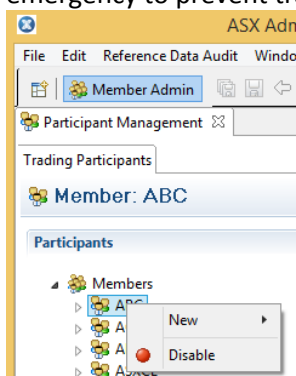 emergency to prevent tr
ASX Adm
File Edit Reference Data Audit Windo
Member Admin
Participant Management
Trading Participants
Member: ABC
Participants
Members
ABC
A
New
A
Disable
ASXCL